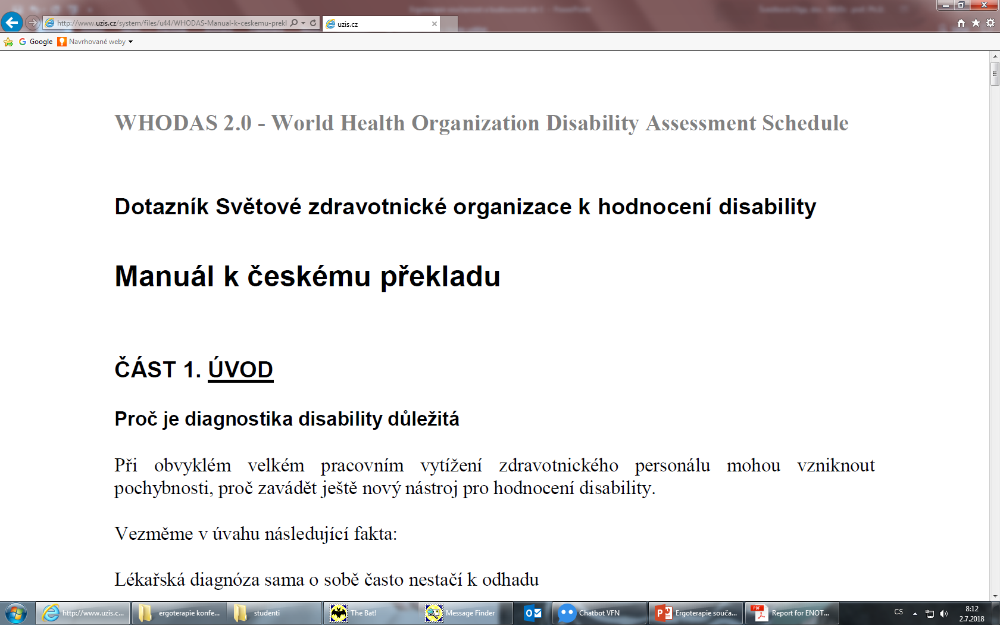 http://www.uzis.cz/system/files/u44/WHODAS-Manual-k-ceskemu-prekl
uzis.cz
Google
Navrhované weby
WHODAS 2.0 - World Health Organization Disability Assessment Schedule
Dotazník Světové zdravotnické organizace k hodnocení disability
Manuál k českému překladu
ČÁST 1. ÚVOD
Proč je diagnostika disability důležitá
Při obvyklém velkém pracovním vytížení zdravotnického personálu mohou vzniknout
pochybnosti, proč zavádět ještě nový nástroj pro hodnocení disability.
Vezměme v úvahu následující fakta:
Lékařská diagnóza sama o sobě často nestačí k odhadu
http://www.uzis.c...
ergoterapie konfe...
studenti
The Bat!
Message Finder
Chatbot VFN
Ergoterapie souča...
Report for ENOT...
CS
8:12
2.7.2018